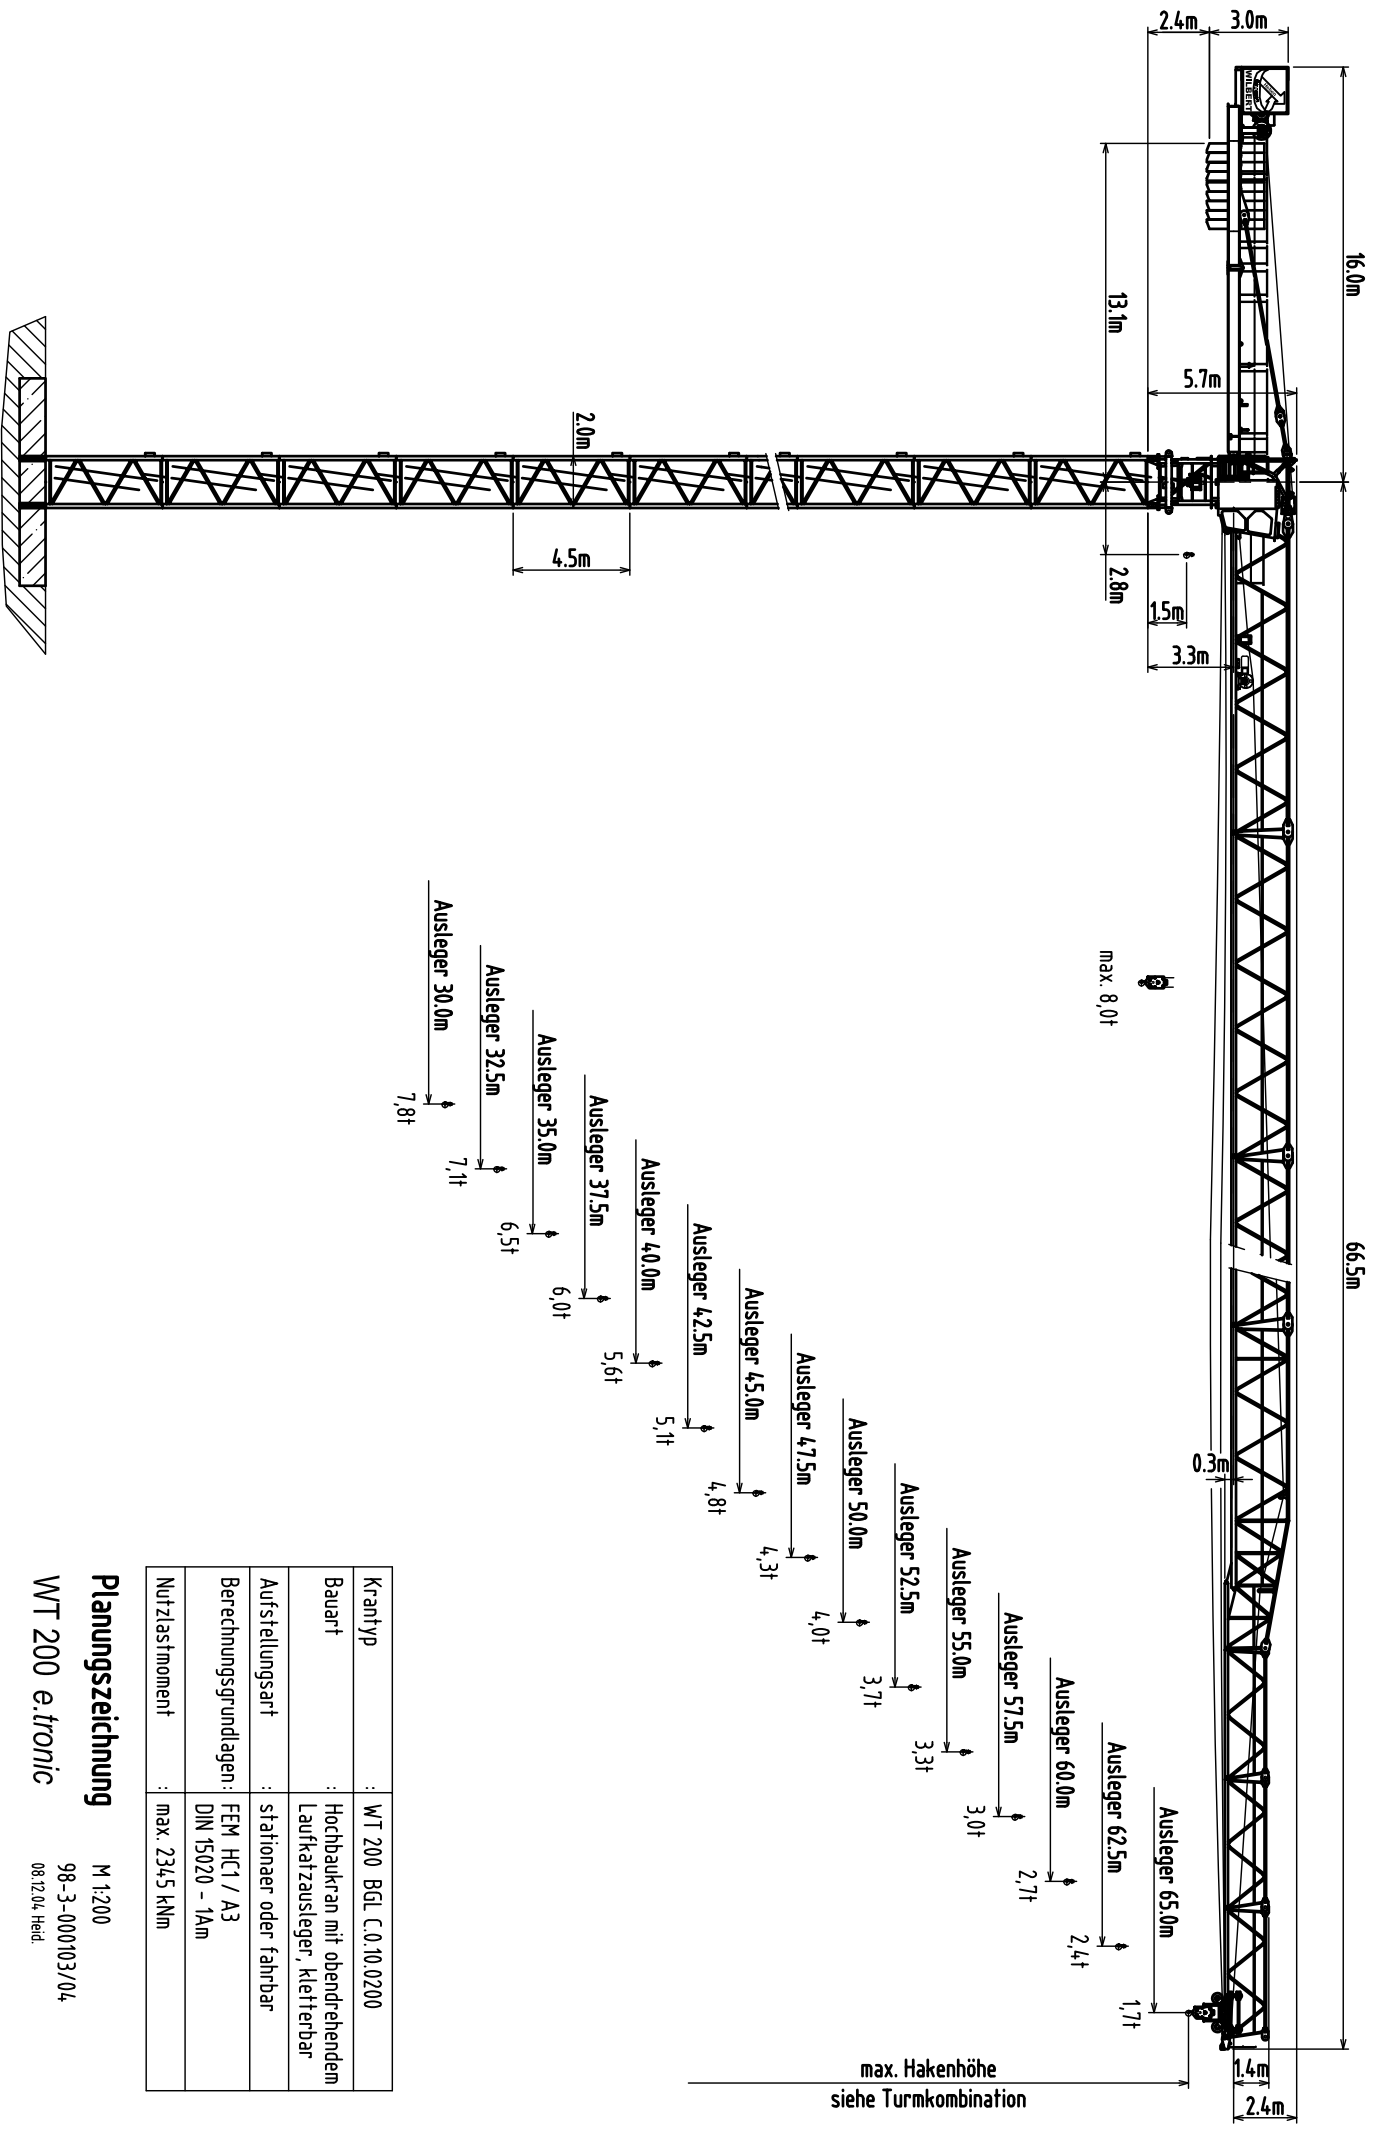 16.0m
66.5m
3.0m
2.4m
WILBERT
13.1m
5.7m
2.0m
4.5m
2.8m
1.5m
3.3m
0.3m
1.4m
2.4m
max. 8,0t
Ausleger 65.0m
1,7t
Ausleger 62.5m
2,4t
Ausleger 60.0m
2,7t
Ausleger 57.5m
3,0t
Ausleger 55.0m
3,3t
Ausleger 52.5m
3,7t
Ausleger 50.0m
4,0t
Ausleger 47.5m
4,3t
Ausleger 45.0m
4,8t
Ausleger 42.5m
5,1t
Ausleger 40.0m
5,6t
Ausleger 37.5m
6,0t
Ausleger 35.0m
6,5t
Ausleger 32.5m
7,1t
Ausleger 30.0m
7,8t
max. Hakenhöhe
siehe Turmkombination
Krantyp : WT 200 BGL C.0.10.0200
Bauart : Hochbaukran mit obendrehendem
Laufkatzausleger, kletterbar
Aufstellungsart : stationaer oder fahrbar
Berechnungsgrundlagen: FEM HC1 / A3
DIN 15020 - 1Am
Nutzlastmoment : max. 2345 kNm
Planungszeichnung M 1:200
98-3-000103/04
WT 200 e.tronic 08.12.04 Heid.